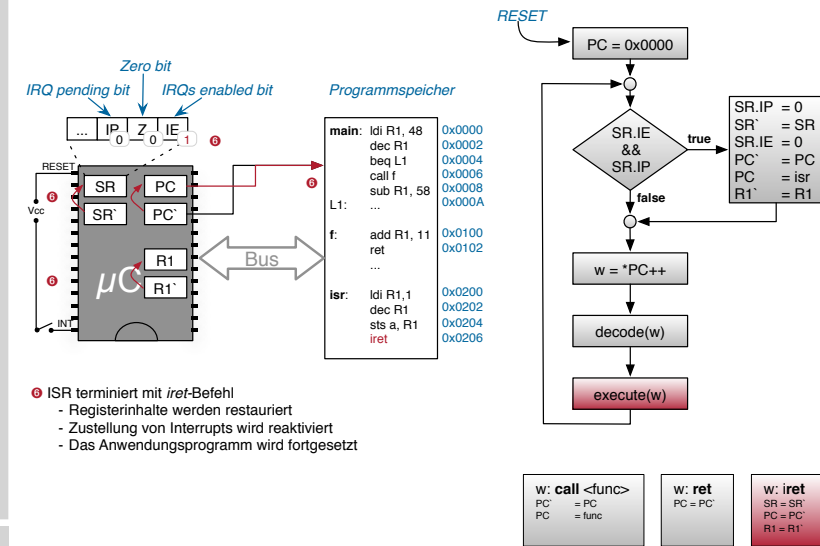 RESET
PC = 0x0000
Zero bit
IRQ pending bit
IRQs enabled bit
Programmspeicher
... IP Z IE
0 0 1 ❻
RESET
Vcc
INT
❻
❻
❻
SR
SR`
PC
PC`
R1
R1`
µC
Bus
main: ldi R1, 48 0x0000
dec R1 0x0002
beq L1 0x0004
call f 0x0006
sub R1, 58 0x0008
L1: ... 0x000A
f: add R1, 11 0x0100
ret 0x0102
...
isr: ldi R1,1 0x0200
dec R1 0x0202
sts a, R1 0x0204
iret 0x0206
SR.IE
&&
SR.IP
true
false
SR.IP = 0
SR` = SR
SR.IE = 0
PC` = PC
PC = isr
R1` = R1
w = *PC++
decode(w)
execute(w)
❻ ISR terminiert mit iret-Befehl
- Registerinhalte werden restauriert
- Zustellung von Interrupts wird reaktiviert
- Das Anwendungsprogramm wird fortgesetzt
w: call <func>
PC` = PC
PC = func
w: ret
PC = PC`
w: iret
SR = SR`
PC = PC`
R1 = R1`